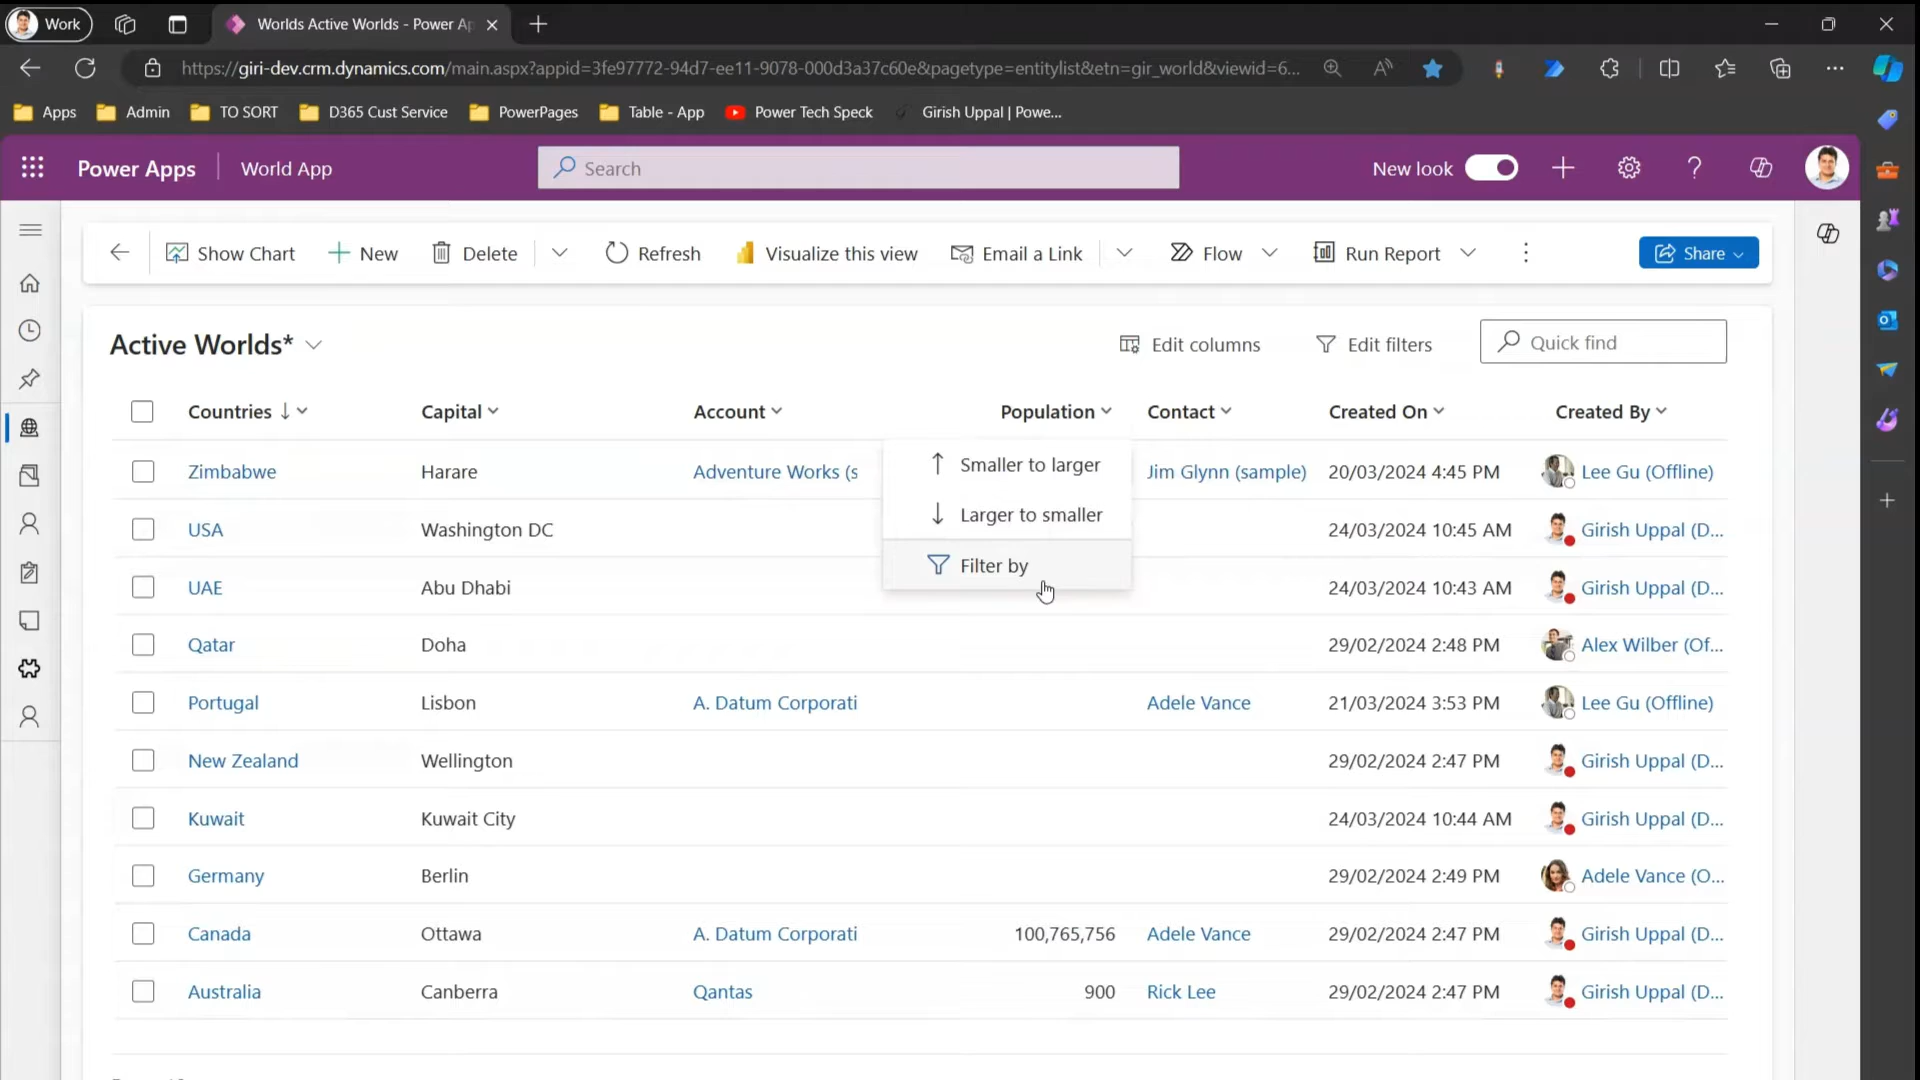 Work
Worlds Active Worlds - Power Ap
https://giri-dev.crm.dynamics.com/main.aspx?appid=3fe97772-94d7-ee11-9078-000d3a37c60e&pagetype=entitylist&etn=gir_world&viewid=6...
Apps Admin TO SORT D365 Cust Service PowerPages Table - App Power Tech Speck Girish Uppal | Powe...
Power Apps World App Search New look
Show Chart New Delete Refresh Visualize this view Email a Link Flow Run Report Share
Active Worlds* Edit columns Edit filters Quick find
Countries Capital Account Population Contact Created On Created By
Zimbabwe Harare Adventure Works (s Smaller to larger Jim Glynn (sample) 20/03/2024 4:45 PM Lee Gu (Offline)
USA Washington DC Larger to smaller 24/03/2024 10:45 AM Girish Uppal (D...
Filter by
UAE Abu Dhabi 24/03/2024 10:43 AM Girish Uppal (D...
Qatar Doha 29/02/2024 2:48 PM Alex Wilber (Of...
Portugal Lisbon A. Datum Corporati Adele Vance 21/03/2024 3:53 PM Lee Gu (Offline)
New Zealand Wellington 29/02/2024 2:47 PM Girish Uppal (D...
Kuwait Kuwait City 24/03/2024 10:44 AM Girish Uppal (D...
Germany Berlin 29/02/2024 2:49 PM Adele Vance (O...
Canada Ottawa A. Datum Corporati 100,765,756 Adele Vance 29/02/2024 2:47 PM Girish Uppal (D...
Australia Canberra Qantas 900 Rick Lee 29/02/2024 2:47 PM Girish Uppal (D...